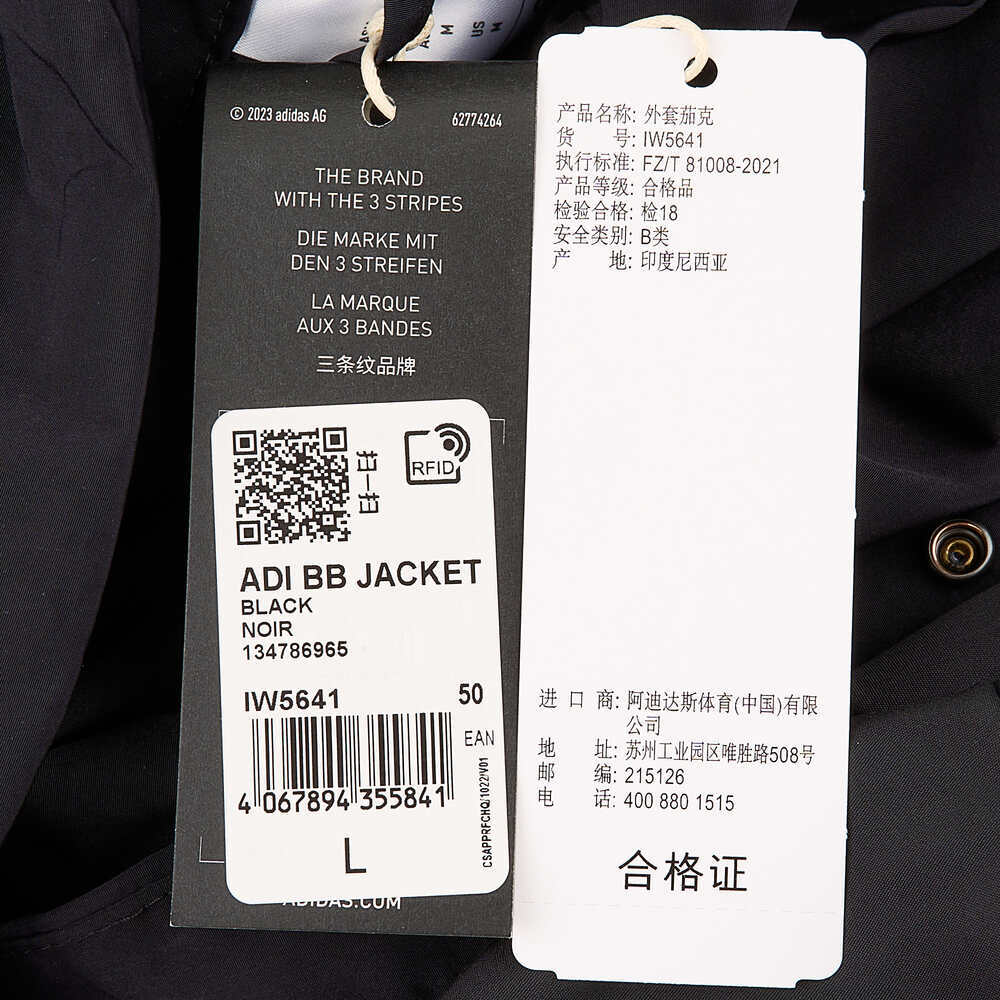 M
US
M
© 2023 adidas AG
62774264
THE BRAND
WITH THE 3 STRIPES
DIE MARKE MIT
DEN 3 STREIFEN
LA MARQUE
AUX 3 BANDES
三条纹品牌
扫一扫
RFID
ADI BB JACKET
BLACK
NOIR
134786965
IW5641 50
EAN
4 067894 355841
CSAPPRFCHQ/1022/V01
L
ADIDAS.COM
产品名称: 外套茄克
货 号: IW5641
执行标准: FZ/T 81008-2021
产品等级: 合格品
检验合格: 检18
安全类别: B类
产 地: 印度尼西亚
进 口 商: 阿迪达斯体育(中国)有限
公司
地 址: 苏州工业园区唯胜路508号
邮 编: 215126
电 话: 400 880 1515
合格证